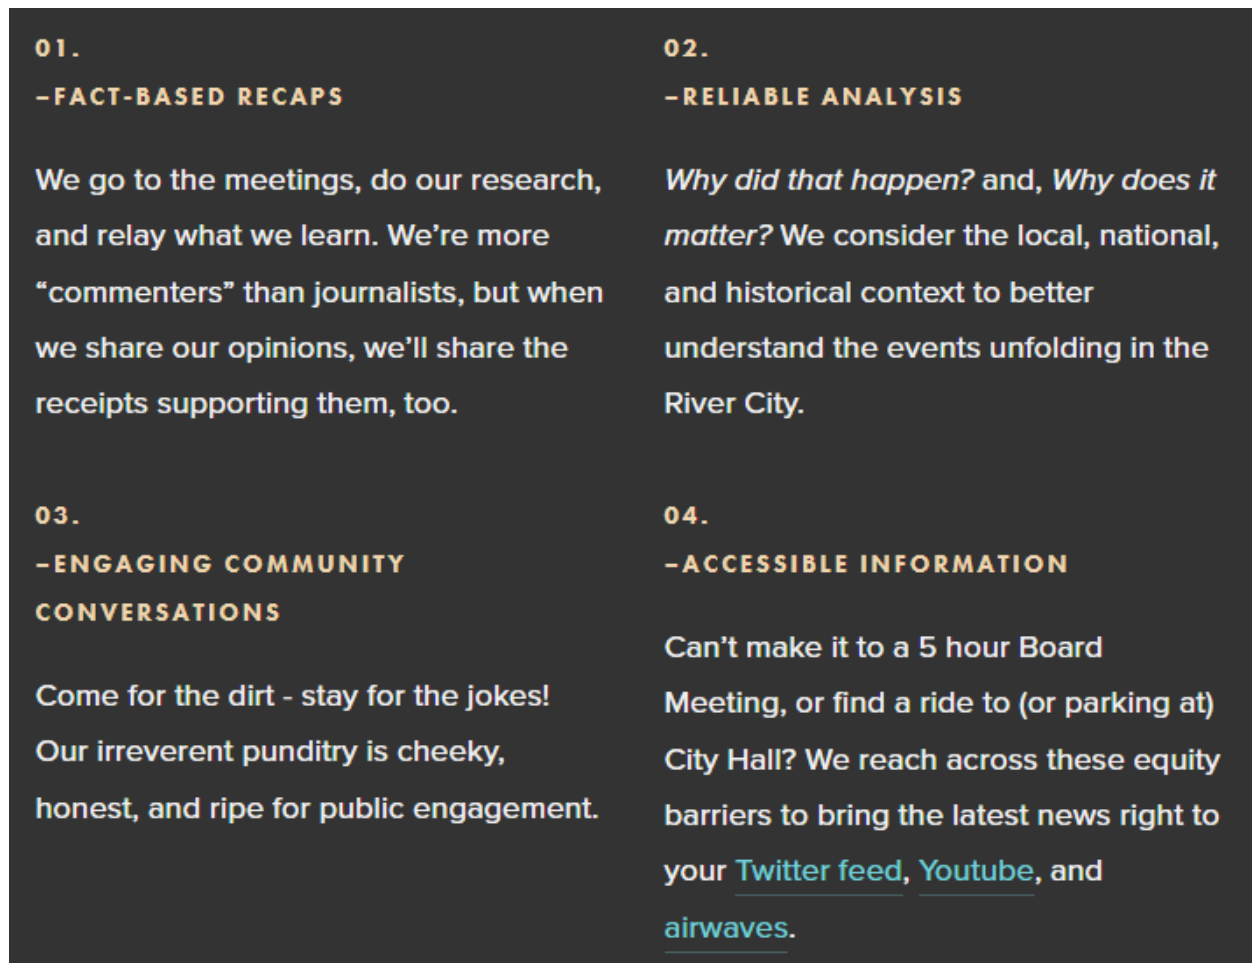 01.
–FACT-BASED RECAPS
We go to the meetings, do our research,
and relay what we learn. We’re more
“commenters” than journalists, but when
we share our opinions, we’ll share the
receipts supporting them, too.
02.
–RELIABLE ANALYSIS
Why did that happen? and, Why does it
matter? We consider the local, national,
and historical context to better
understand the events unfolding in the
River City.
03.
–ENGAGING COMMUNITY
CONVERSATIONS
Come for the dirt - stay for the jokes!
Our irreverent punditry is cheeky,
honest, and ripe for public engagement.
04.
–ACCESSIBLE INFORMATION
Can’t make it to a 5 hour Board
Meeting, or find a ride to (or parking at)
City Hall? We reach across these equity
barriers to bring the latest news right to
your Twitter feed, Youtube, and
airwaves.